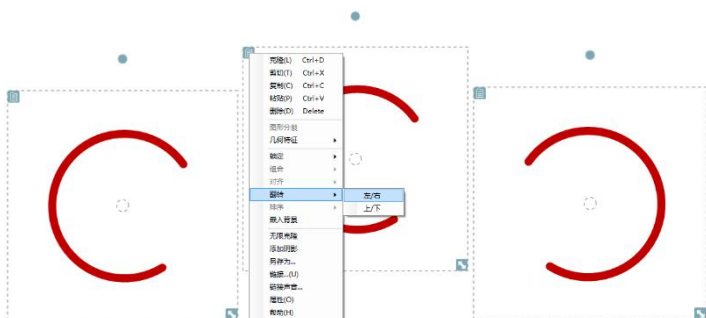 克隆(L) Ctrl+D
剪切(T) Ctrl+X
复制(C) Ctrl+C
粘贴(P) Ctrl+V
删除(D) Delete
图形分裂
几何特征
锁定
组合
对齐
翻转
左/右
排序
上/下
嵌入背景
无限克隆
添加阴影
另存为...
链接...(U)
链接声音...
属性(O)
帮助(H)